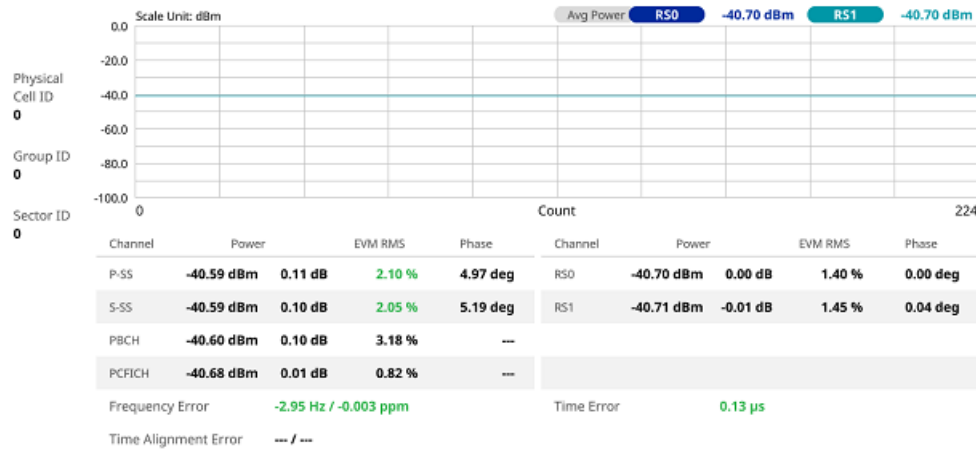 Scale Unit: dBm
Avg Power RS0 -40.70 dBm RS1 -40.70 dBm
0.0
-20.0
-40.0
-60.0
-80.0
-100.0
0 Count 224
Physical
Cell ID
0
Group ID
0
Sector ID
0
Channel Power EVM RMS Phase Channel Power EVM RMS Phase
P-SS -40.59 dBm 0.11 dB 2.10 % 4.97 deg RS0 -40.70 dBm 0.00 dB 1.40 % 0.00 deg
S-SS -40.59 dBm 0.10 dB 2.05 % 5.19 deg RS1 -40.71 dBm -0.01 dB 1.45 % 0.04 deg
PBCH -40.60 dBm 0.10 dB 3.18 % ---
PCFICH -40.68 dBm 0.01 dB 0.82 % ---
Frequency Error -2.95 Hz / -0.003 ppm Time Error 0.13 µs
Time Alignment Error --- / ---